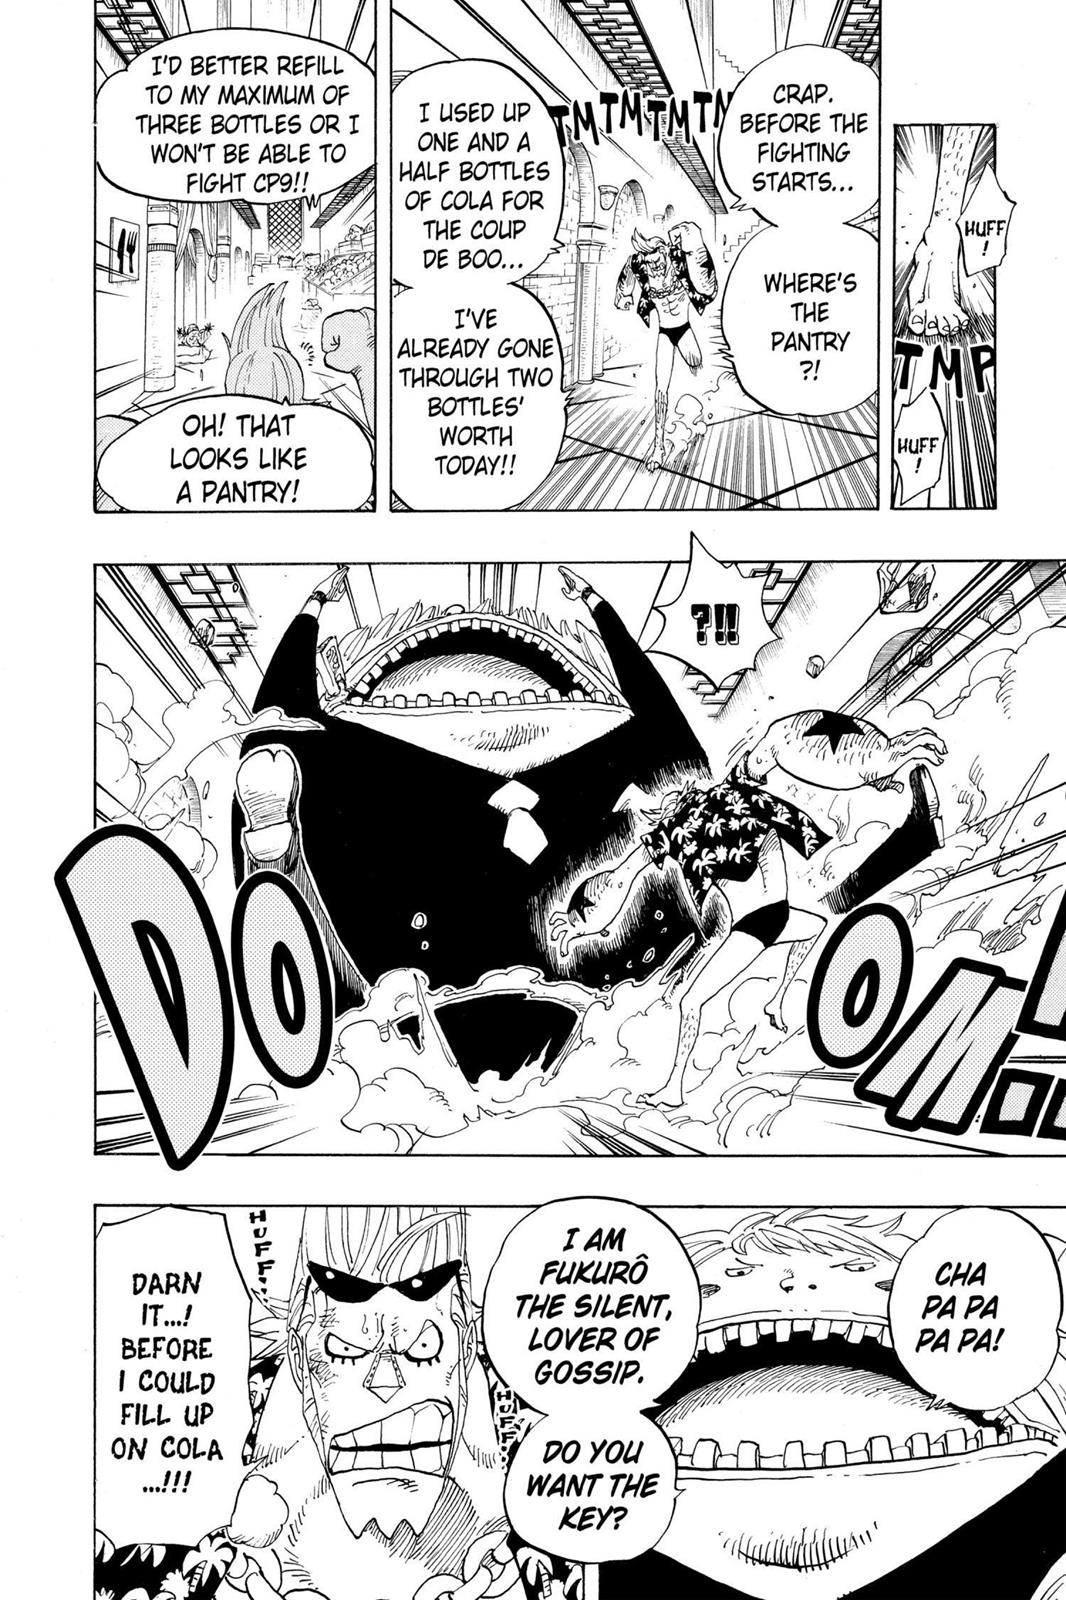 HUFF
!
TMP
HUFF
!
CRAP.
BEFORE THE
FIGHTING
STARTS...
WHERE'S
THE
PANTRY
?!
TMTMTMTM
I USED UP
ONE AND A
HALF BOTTLES
OF COLA FOR
THE COUP
DE BOO...
I'VE
ALREADY GONE
THROUGH TWO
BOTTLES'
WORTH
TODAY!!
I'D BETTER REFILL
TO MY MAXIMUM OF
THREE BOTTLES OR I
WON'T BE ABLE TO
FIGHT CP9!!
OH! THAT
LOOKS LIKE
A PANTRY!
?!!
DOOM...!
CHA
PA PA
PA PA!
I AM
FUKURÔ
THE SILENT,
LOVER OF
GOSSIP.
DO YOU
WANT THE
KEY?
HUFF...
HUFF...
DARN
IT...!
BEFORE
I COULD
FILL UP
ON COLA
...!!!